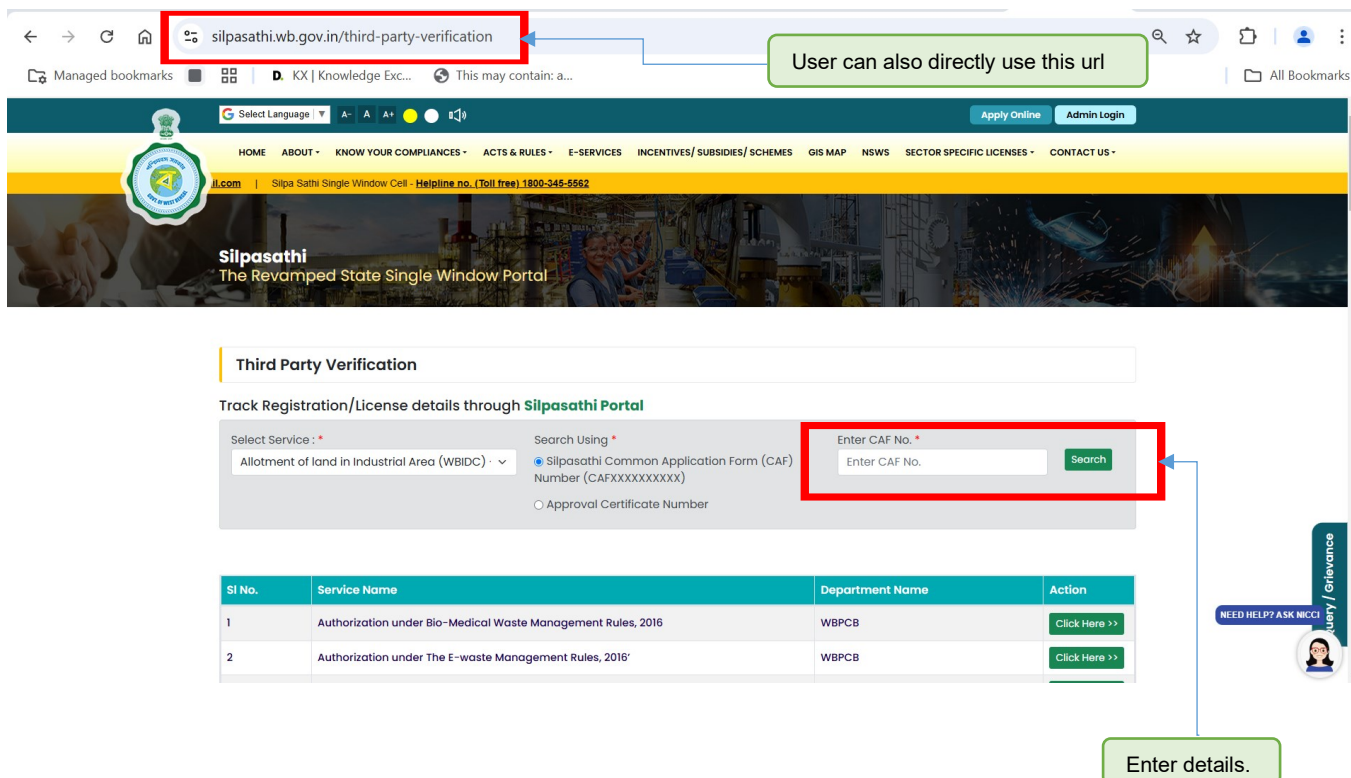 silpasathi.wb.gov.in/third-party-verification
User can also directly use this url
Managed bookmarks
D. KX | Knowledge Exc...
This may contain: a...
All Bookmarks
Select Language ▼
A- A A+
Apply Online
Admin Login
HOME ABOUT KNOW YOUR COMPLIANCES ACTS & RULES E-SERVICES INCENTIVES/ SUBSIDIES/ SCHEMES GIS MAP NSWS SECTOR SPECIFIC LICENSES CONTACT US
il.com | Silpa Sathi Single Window Cell - Helpline no. (Toll free) 1800-345-5562
Silpasathi
The Revamped State Single Window Portal
Third Party Verification
Track Registration/License details through Silpasathi Portal
Select Service : *
Allotment of land in Industrial Area (WBIDC) -
Search Using *
Silpasathi Common Application Form (CAF)
Number (CAFXXXXXXXXXX)
Approval Certificate Number
Enter CAF No. *
Enter CAF No.
Search
Sl No. Service Name Department Name Action
1 Authorization under Bio-Medical Waste Management Rules, 2016 WBPCB Click Here >>
2 Authorization under The E-waste Management Rules, 2016' WBPCB Click Here >>
Query / Grievance
NEED HELP? ASK NICCI
Enter details.